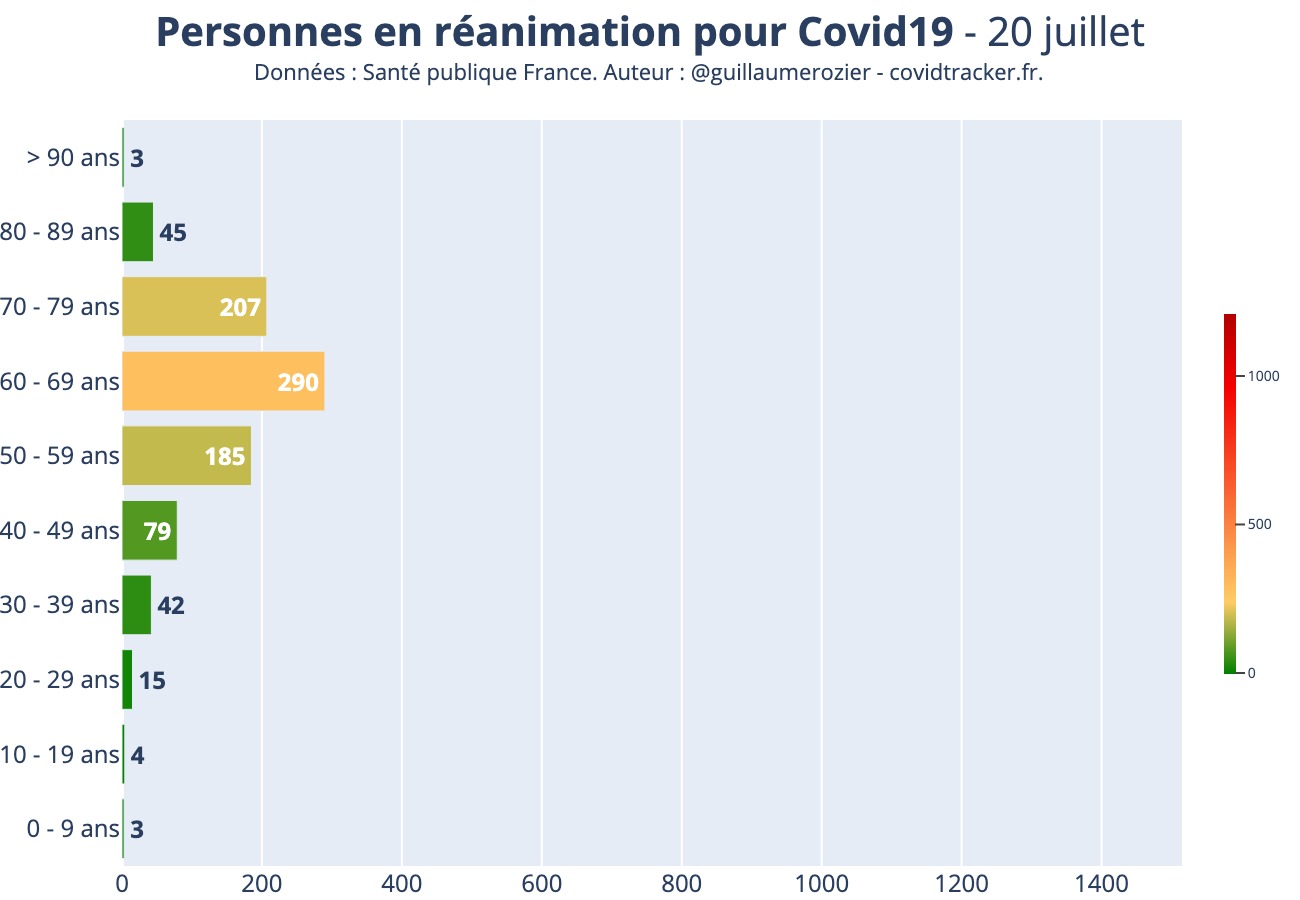 Personnes en réanimation pour Covid19 - 20 juillet
Données : Santé publique France. Auteur : @guillaumerozier - covidtracker.fr.
> 90 ans 3
80 - 89 ans 45
70 - 79 ans 207
60 - 69 ans 290
50 - 59 ans 185
40 - 49 ans 79
30 - 39 ans 42
20 - 29 ans 15
10 - 19 ans 4
0 - 9 ans 3
0 200 400 600 800 1000 1200 1400
1000
500
0